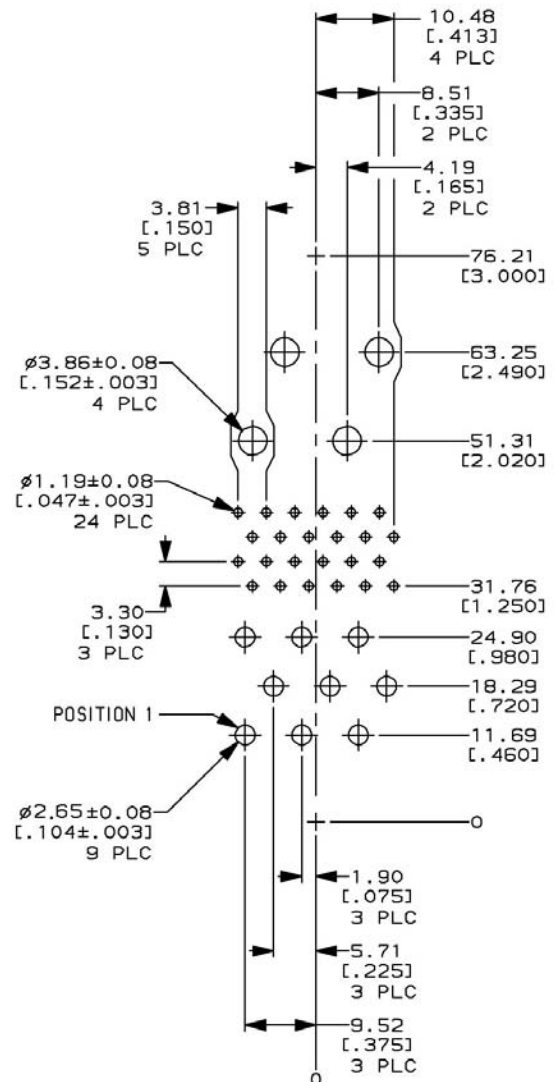 10.48
[.413]
4 PLC
8.51
[.335]
2 PLC
4.19
[.165]
2 PLC
3.81
[.150]
5 PLC
76.21
[3.000]
ø3.86±0.08
[.152±.003]
4 PLC
63.25
[2.490]
51.31
[2.020]
ø1.19±0.08
[.047±.003]
24 PLC
3.30
[.130]
3 PLC
31.76
[1.250]
24.90
[.980]
18.29
[.720]
POSITION 1
11.69
[.460]
ø2.65±0.08
[.104±.003]
9 PLC
0
1.90
[.075]
3 PLC
5.71
[.225]
3 PLC
9.52
[.375]
3 PLC
0